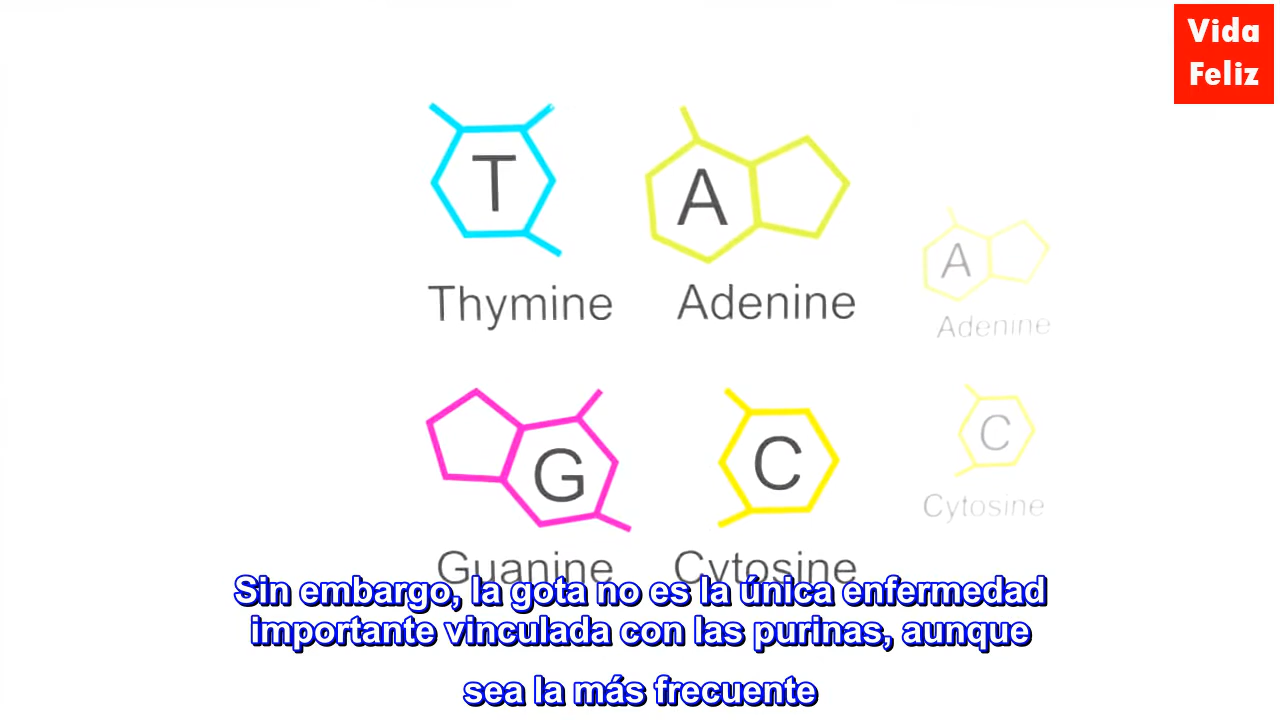 Vida
Feliz
T
A
Thymine
Adenine
A
Adenine
G
C
Guanine
Cytosine
C
Cytosine
Sin embargo, la gota no es la única enfermedad
importante vinculada con las purinas, aunque
sea la más frecuente